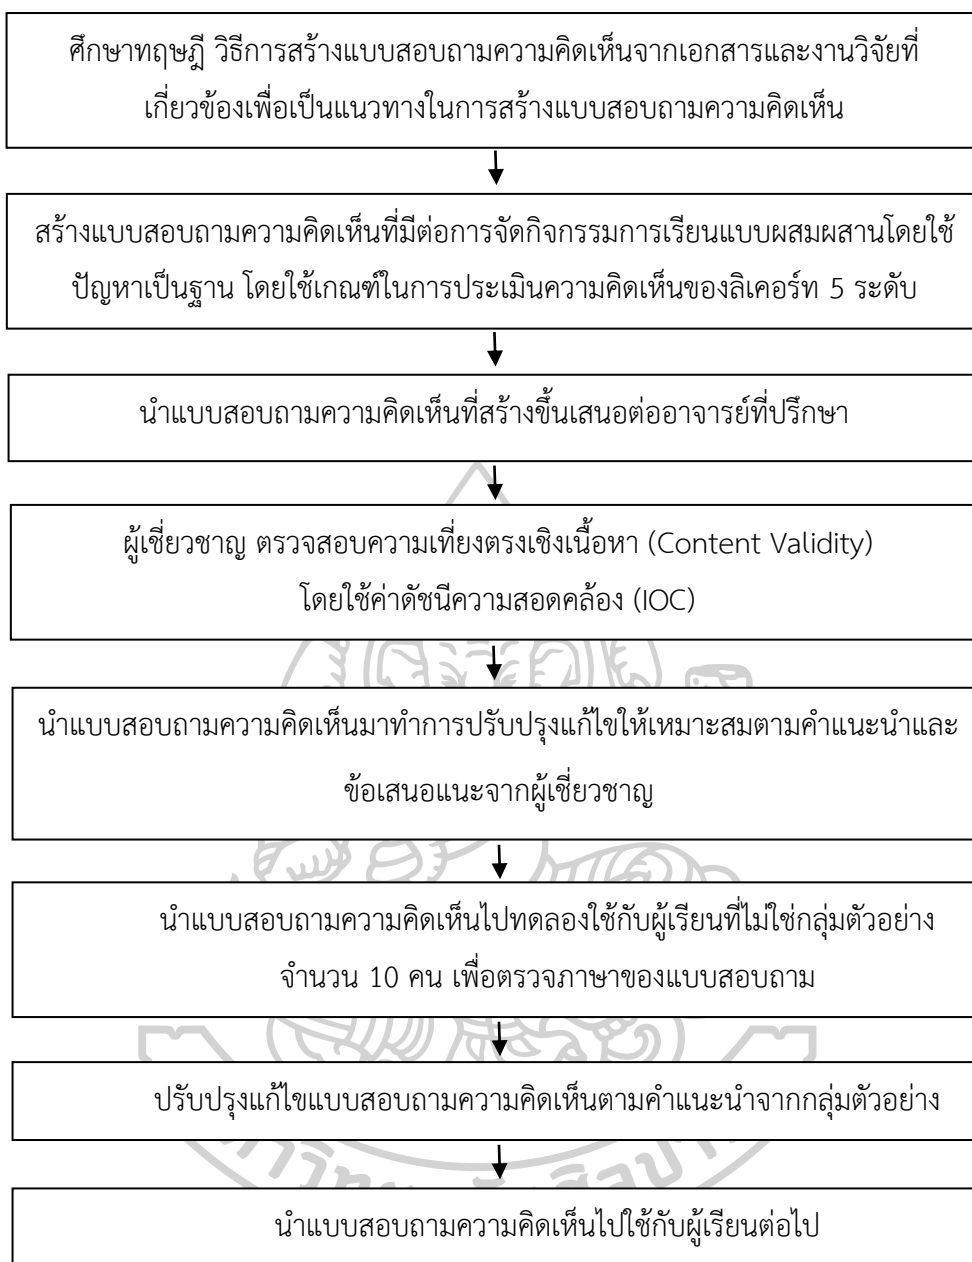 ศึกษาทฤษฎี วิธีการสร้างแบบสอบถามความคิดเห็นจากเอกสารและงานวิจัยที่
เกี่ยวข้องเพื่อเป็นแนวทางในการสร้างแบบสอบถามความคิดเห็น
สร้างแบบสอบถามความคิดเห็นที่มีต่อการจัดกิจกรรมการเรียนแบบผสมผสานโดยใช้
ปัญหาเป็นฐาน โดยใช้เกณฑ์ในการประเมินความคิดเห็นของลิเคอร์ท 5 ระดับ
นำแบบสอบถามความคิดเห็นที่สร้างขึ้นเสนอต่ออาจารย์ที่ปรึกษา
ผู้เชี่ยวชาญ ตรวจสอบความเที่ยงตรงเชิงเนื้อหา (Content Validity)
โดยใช้ค่าดัชนีความสอดคล้อง (IOC)
นำแบบสอบถามความคิดเห็นมาทำการปรับปรุงแก้ไขให้เหมาะสมตามคำแนะนำและ
ข้อเสนอแนะจากผู้เชี่ยวชาญ
นำแบบสอบถามความคิดเห็นไปทดลองใช้กับผู้เรียนที่ไม่ใช่กลุ่มตัวอย่าง
จำนวน 10 คน เพื่อตรวจภาษาของแบบสอบถาม
ปรับปรุงแก้ไขแบบสอบถามความคิดเห็นตามคำแนะนำจากกลุ่มตัวอย่าง
นำแบบสอบถามความคิดเห็นไปใช้กับผู้เรียนต่อไป